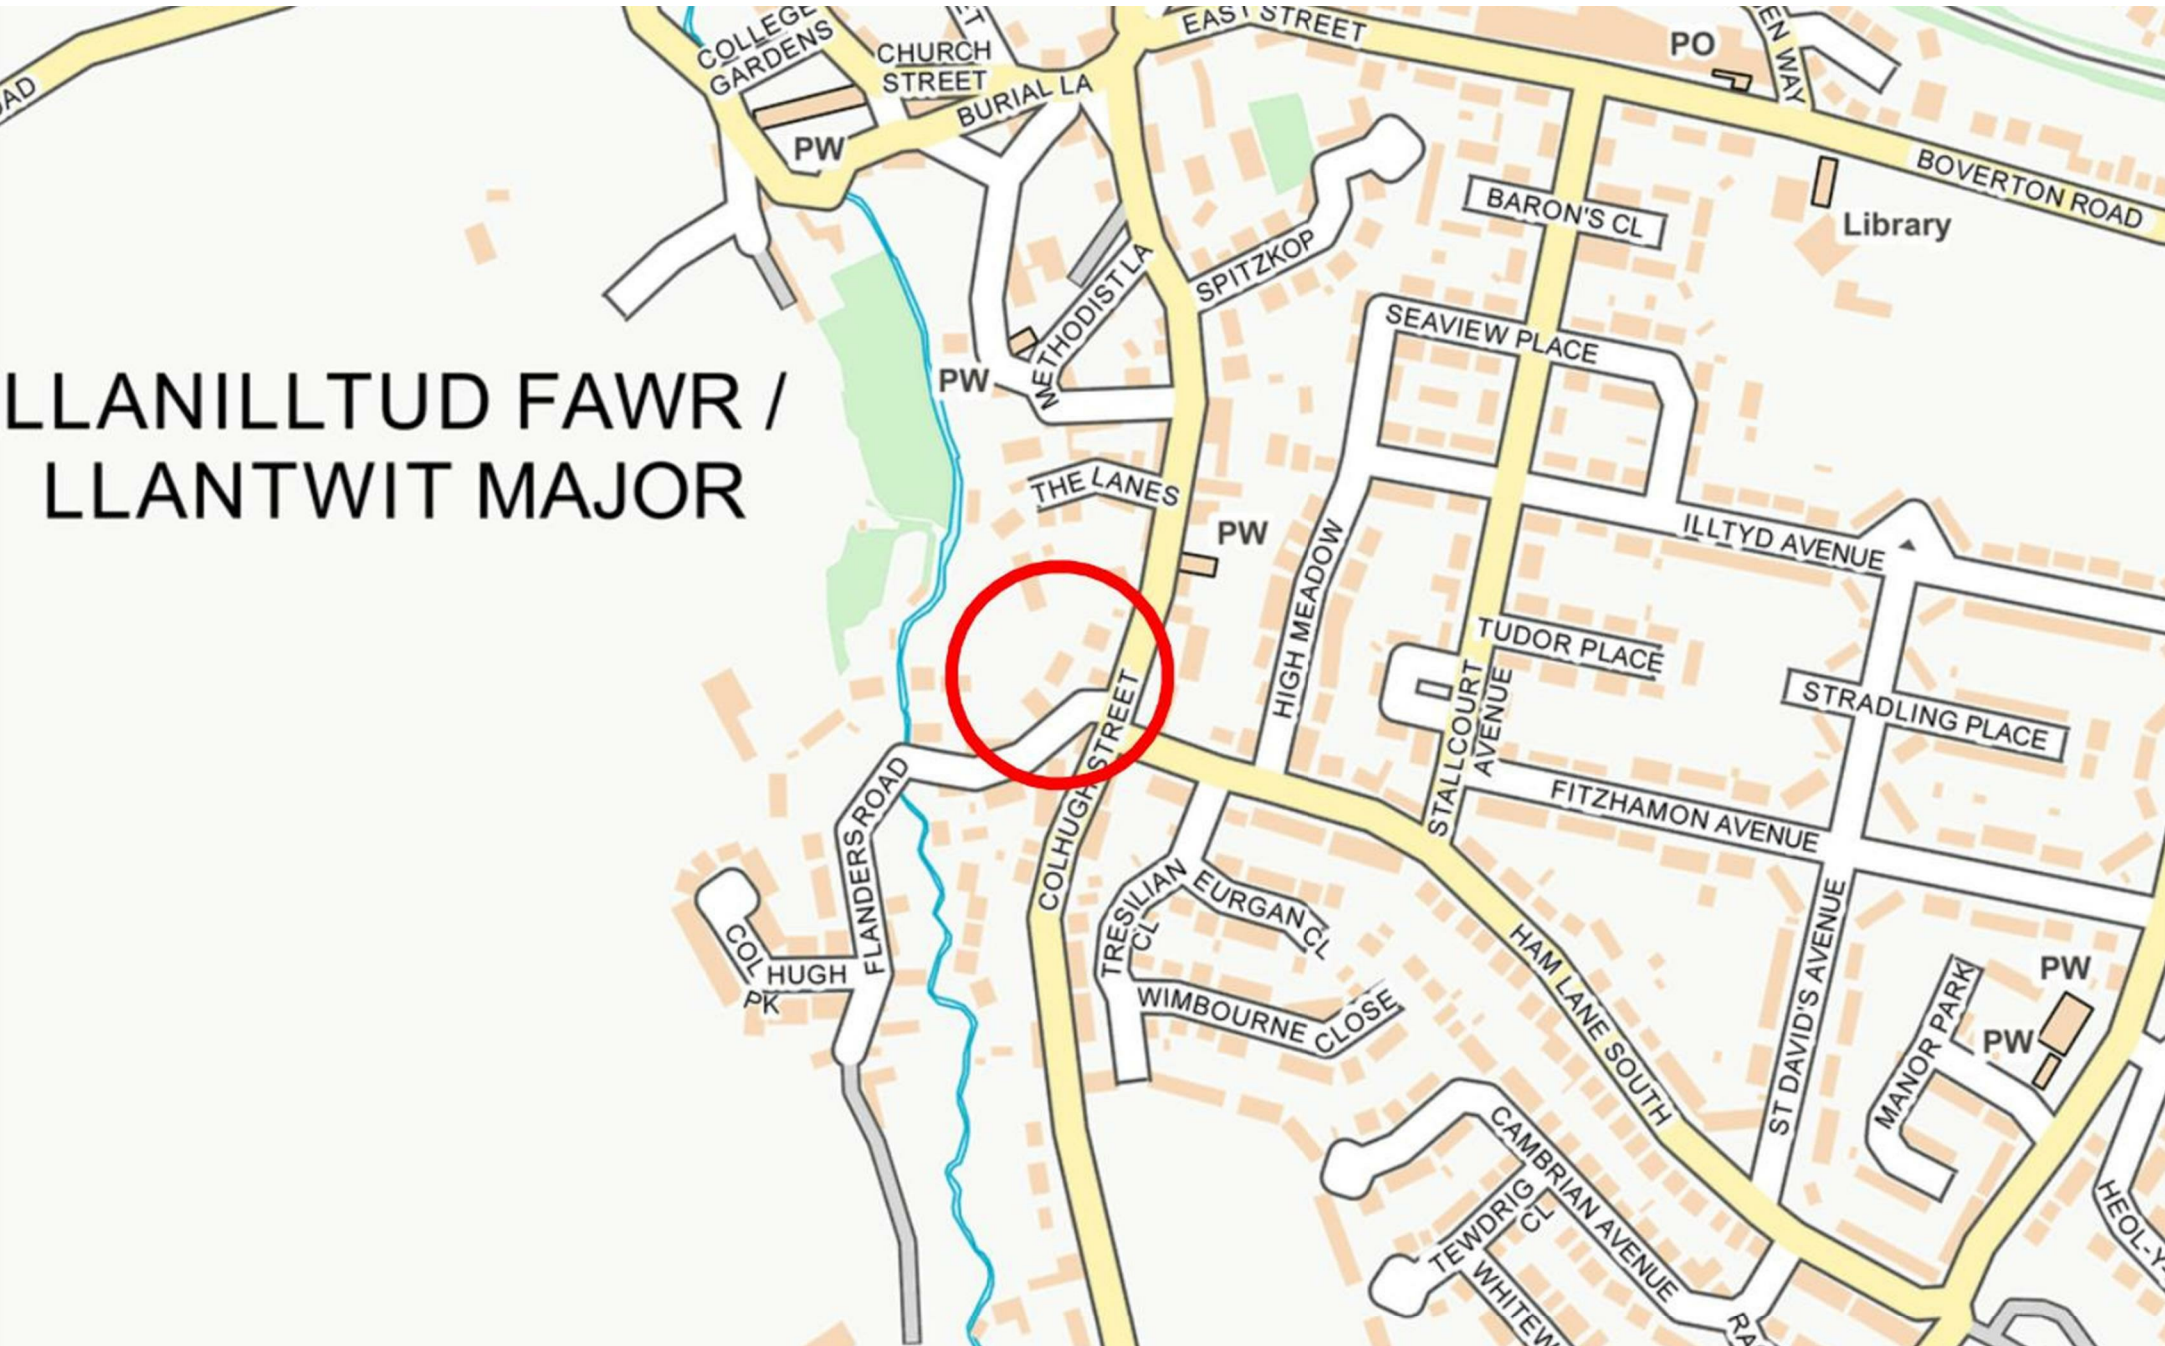 EAST STREET
COLLEGE
GARDENS
CHURCH
STREET
BURIAL LA
PO
PW
BOVERTON ROAD
Library
BARON'S CL
SPITZKOP
METHODIST LA
SEAVIEW PLACE
LLANILLTUD FAWR /
LLANTWIT MAJOR
PW
THE LANES
PW
ILLTYD AVENUE
HIGH MEADOW
TUDOR PLACE
STALLCOURT
AVENUE
STRADLING PLACE
COLHUGH STREET
FLANDERS ROAD
FITZHAMON AVENUE
TRESILIAN
CL
EURGAN CL
COL HUGH
PK
WIMBOURNE CLOSE
HAM LANE SOUTH
ST DAVID'S AVENUE
MANOR PARK
PW
PW
CAMBRIAN AVENUE
TEWDRIG
CL